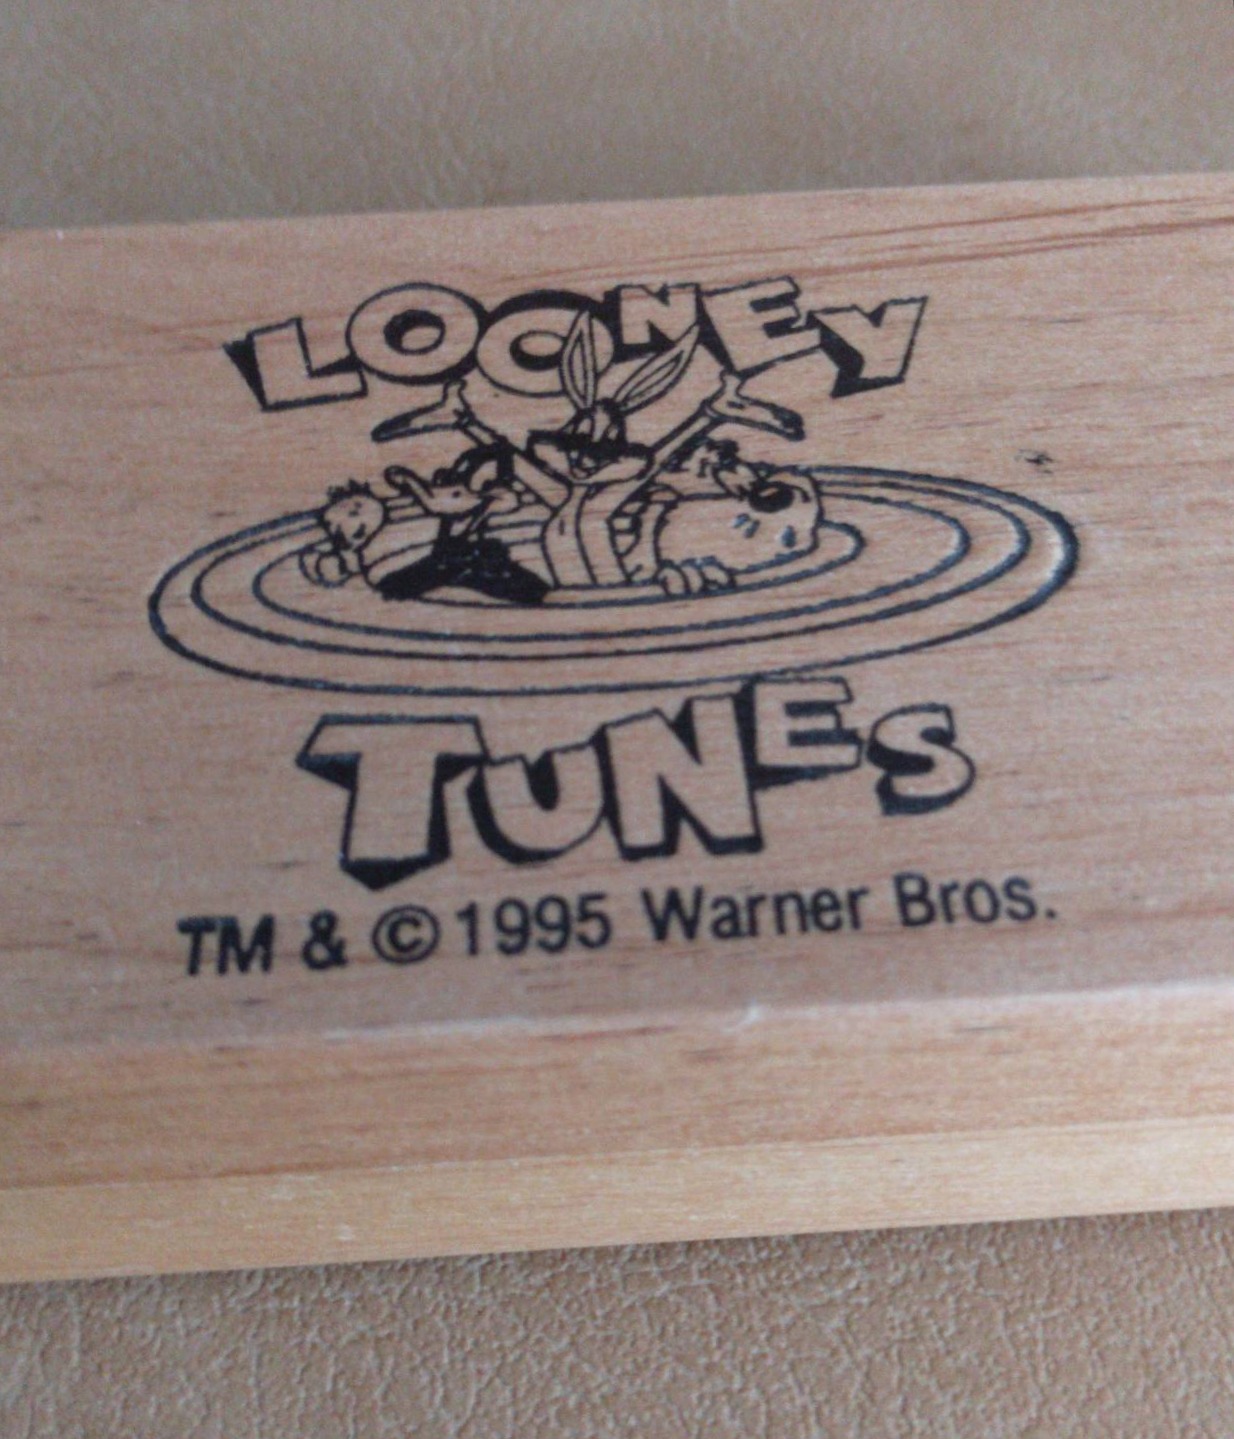 LOONEY
TUNES
TM & © 1995 Warner Bros.